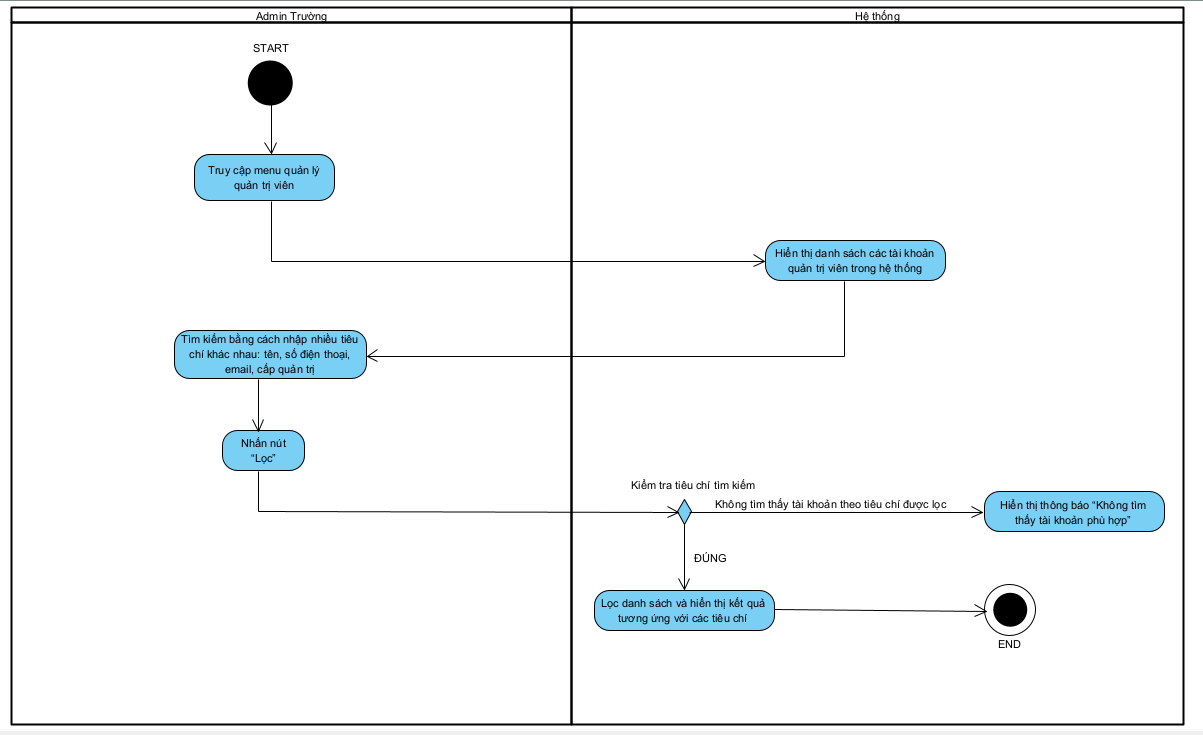 Admin Trường
Hệ thống
START
Truy cập menu quản lý
quản trị viên
Hiển thị danh sách các tài khoản
quản trị viên trong hệ thống
Tìm kiếm bằng cách nhập nhiều tiêu
chí khác nhau: tên, số điện thoại,
email, cấp quản trị
Nhấn nút
“Lọc”
Kiểm tra tiêu chí tìm kiếm
Không tìm thấy tài khoản theo tiêu chí được lọc
Hiển thị thông báo “Không tìm
thấy tài khoản phù hợp”
ĐÚNG
Lọc danh sách và hiển thị kết quả
tương ứng với các tiêu chí
END